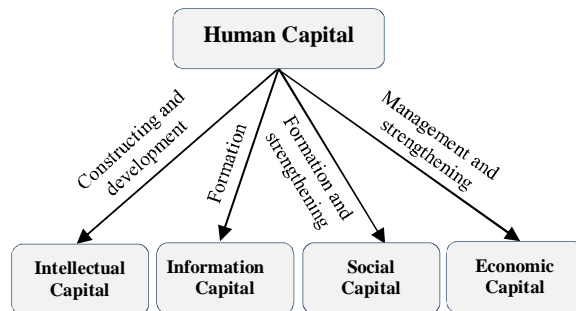 Human Capital
Constructing and
development
Formation
Formation and
strengthening
Management and
strengthening
Intellectual
Capital
Information
Capital
Social
Capital
Economic
Capital